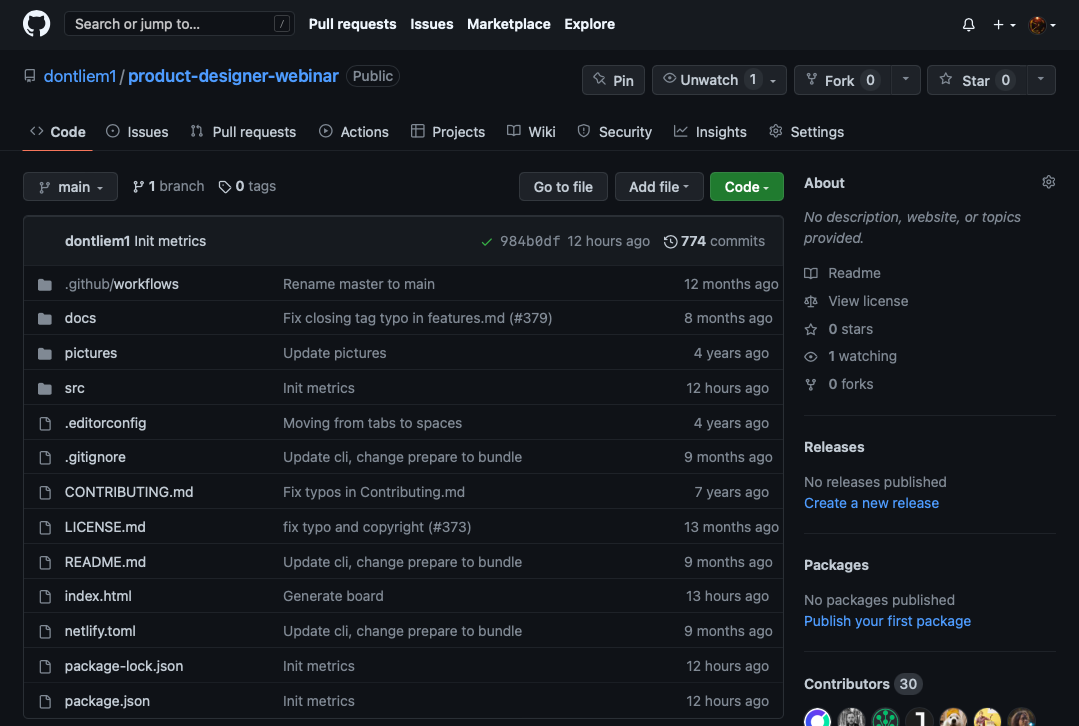 Search or jump to... /
Pull requests Issues Marketplace Explore
dontliem1 / product-designer-webinar Public
Pin Unwatch 1 Fork 0 Star 0
Code Issues Pull requests Actions Projects Wiki Security Insights Settings
main 1 branch 0 tags Go to file Add file Code
dontliem1 Init metrics 984b0df 12 hours ago 774 commits
.github/workflows Rename master to main 12 months ago
docs Fix closing tag typo in features.md (#379) 8 months ago
pictures Update pictures 4 years ago
src Init metrics 12 hours ago
.editorconfig Moving from tabs to spaces 4 years ago
.gitignore Update cli, change prepare to bundle 9 months ago
CONTRIBUTING.md Fix typos in Contributing.md 7 years ago
LICENSE.md fix typo and copyright (#373) 13 months ago
README.md Update cli, change prepare to bundle 9 months ago
index.html Generate board 13 hours ago
netlify.toml Update cli, change prepare to bundle 9 months ago
package-lock.json Init metrics 12 hours ago
package.json Init metrics 12 hours ago
About
No description, website, or topics
provided.
Readme
View license
0 stars
1 watching
0 forks
Releases
No releases published
Create a new release
Packages
No packages published
Publish your first package
Contributors 30